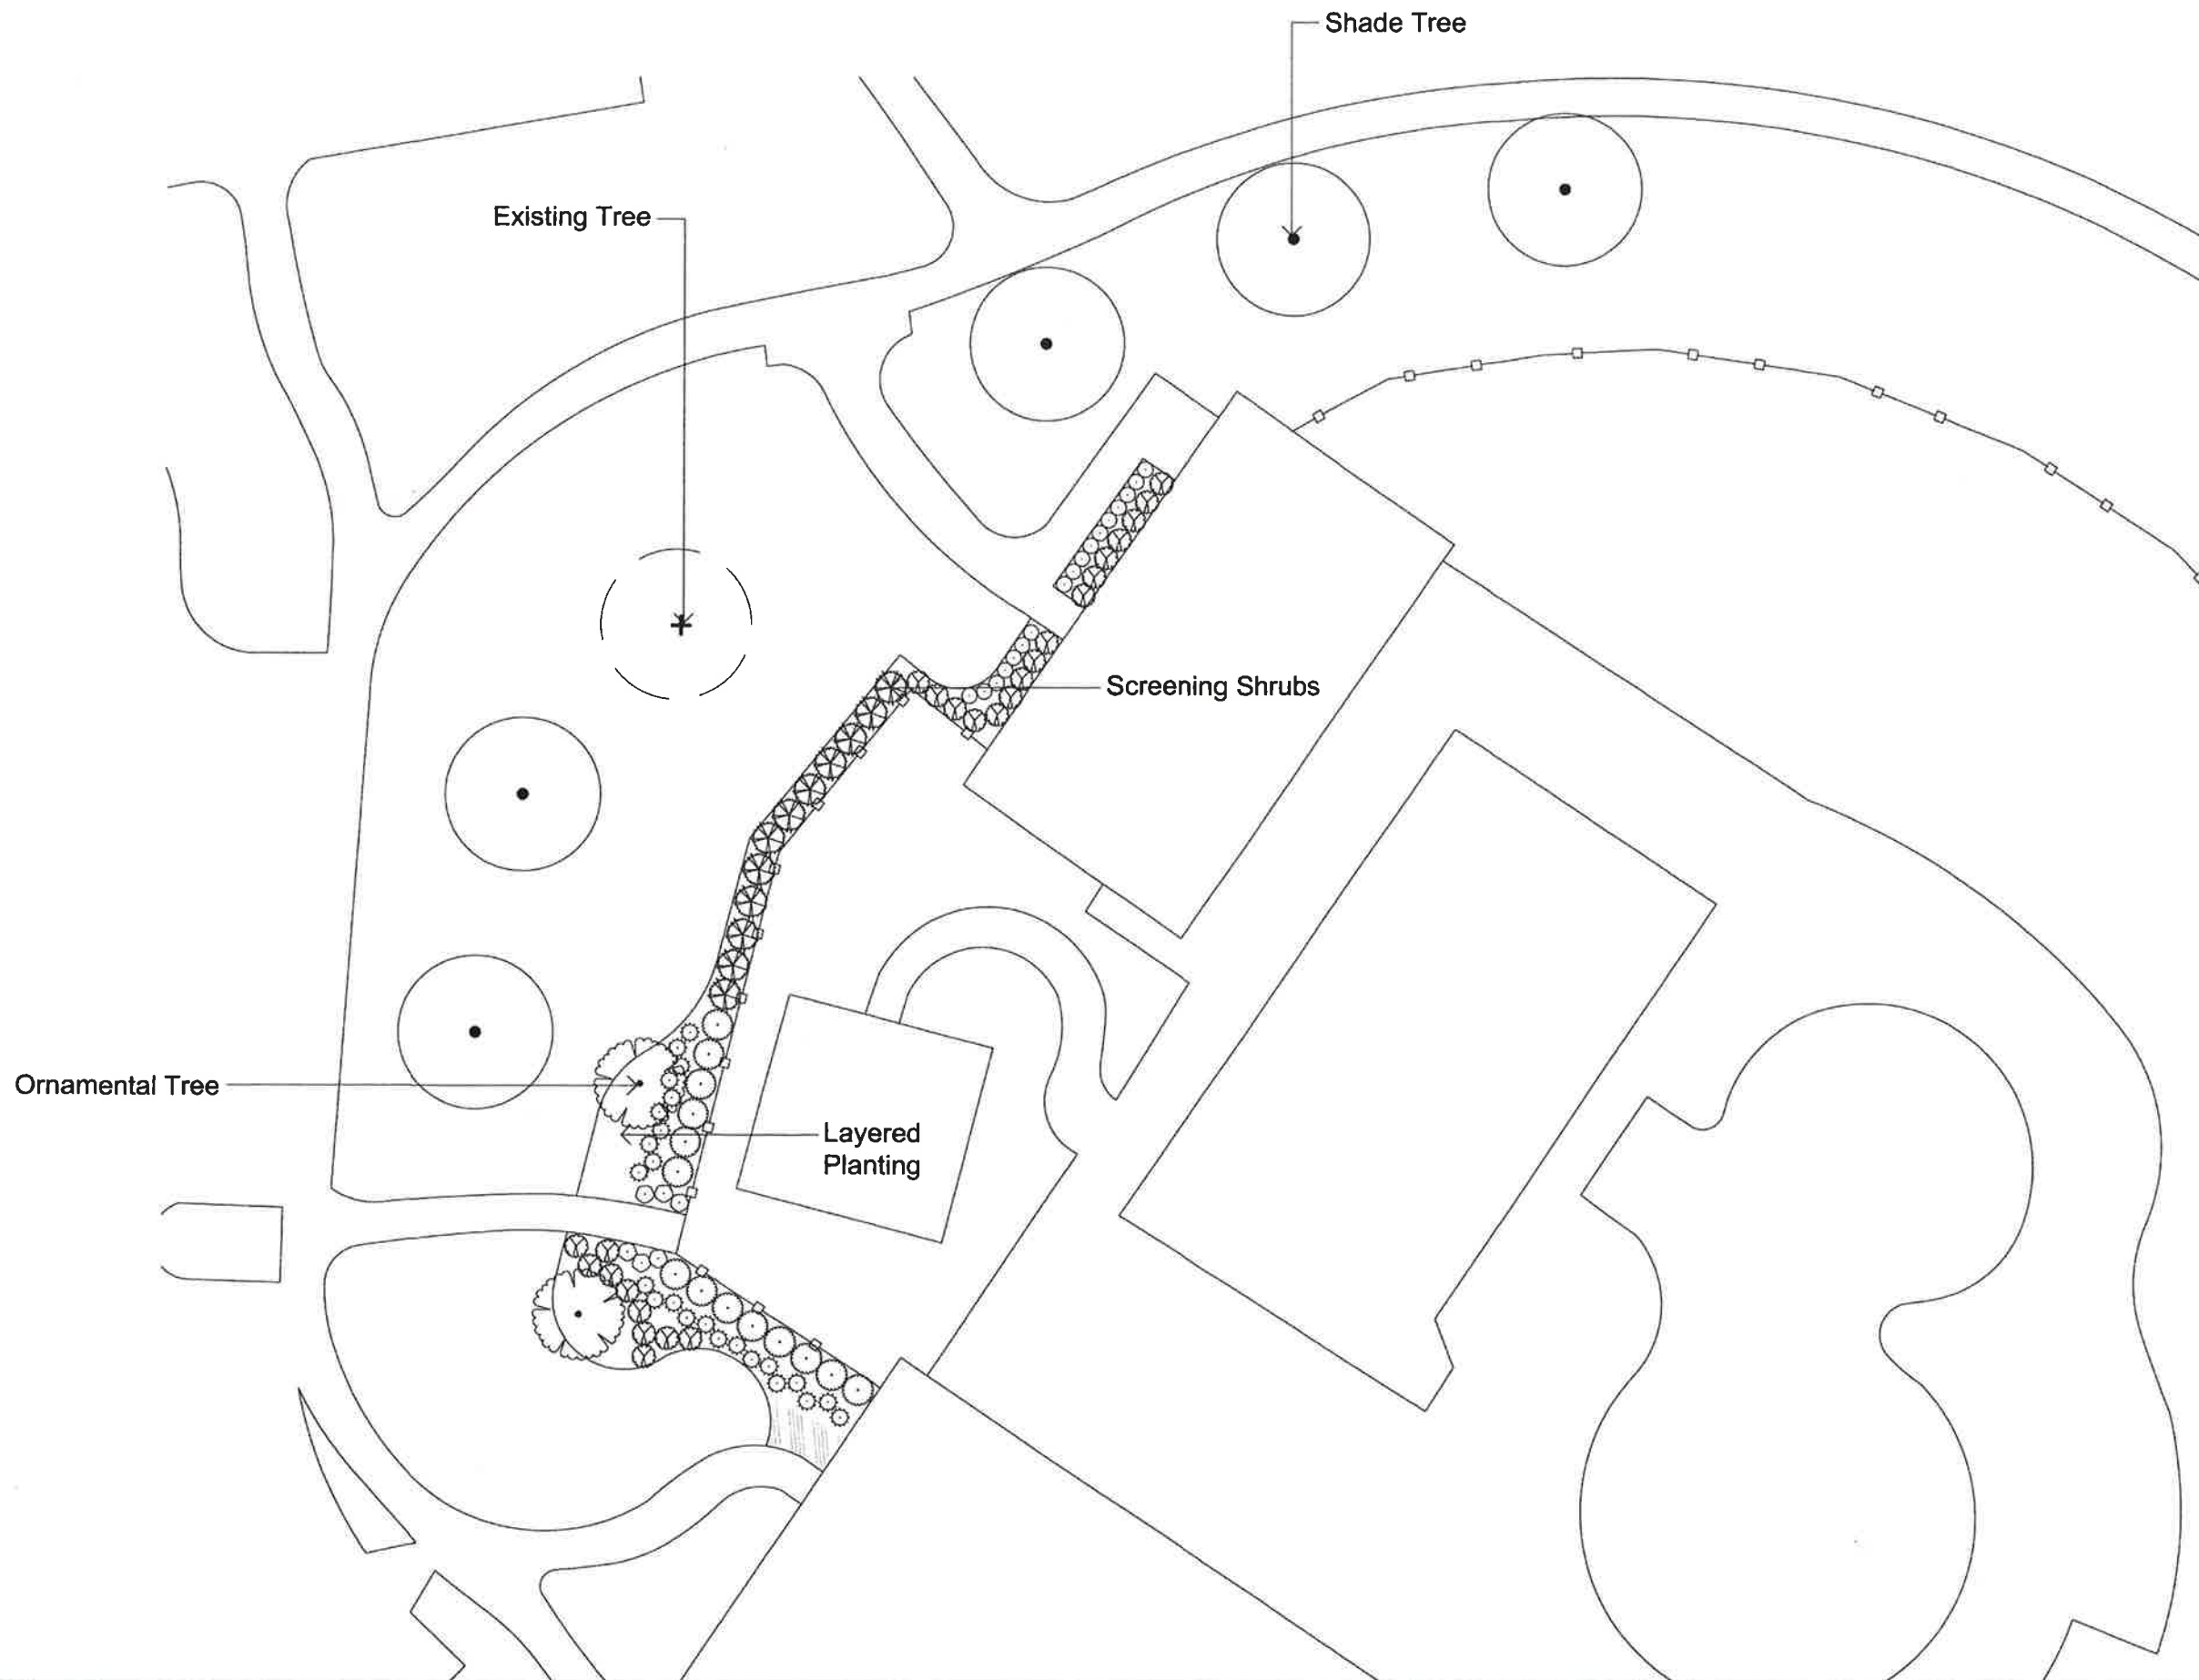 Shade Tree
Existing Tree
Screening Shrubs
Ornamental Tree
Layered
Planting